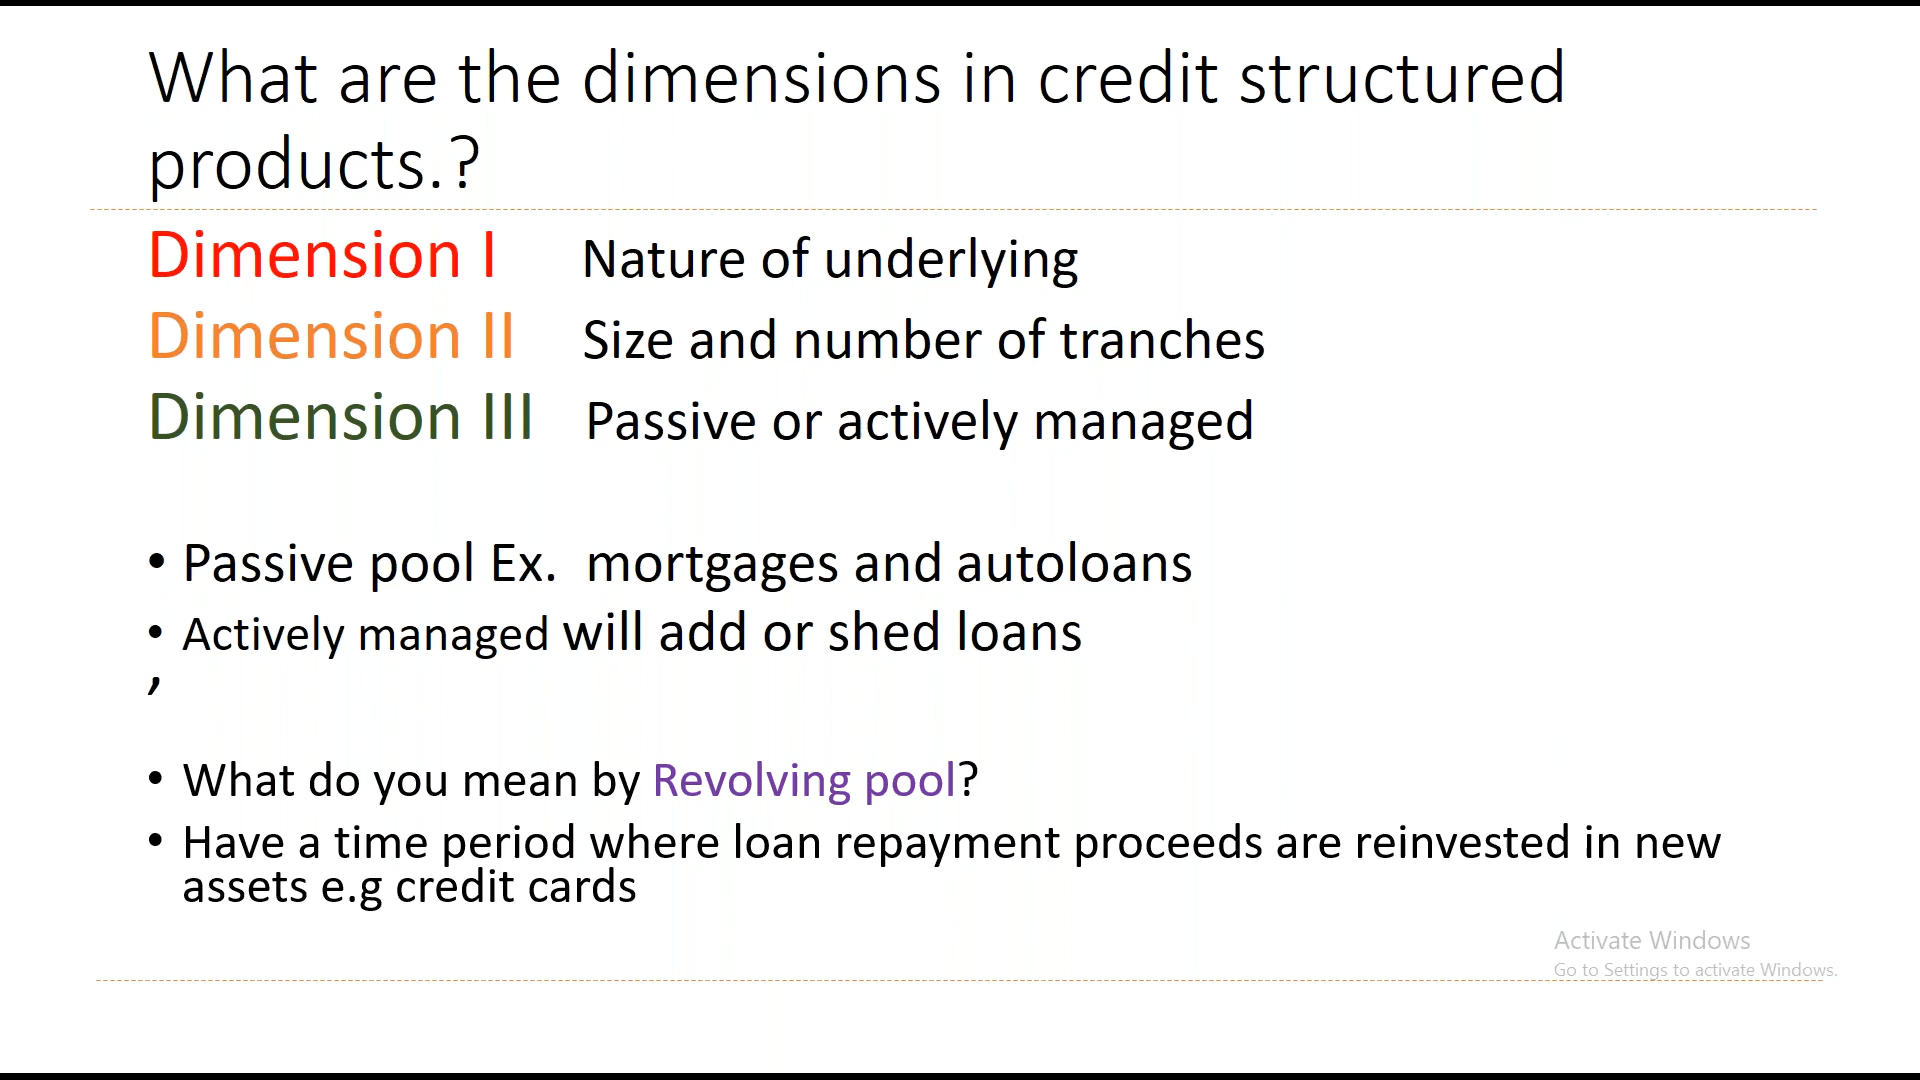 What are the dimensions in credit structured
products.?
Dimension I Nature of underlying
Dimension II Size and number of tranches
Dimension III Passive or actively managed
• Passive pool Ex. mortgages and autoloans
• Actively managed will add or shed loans
,
• What do you mean by Revolving pool?
• Have a time period where loan repayment proceeds are reinvested in new
assets e.g credit cards
Activate Windows
Go to Settings to activate Windows.